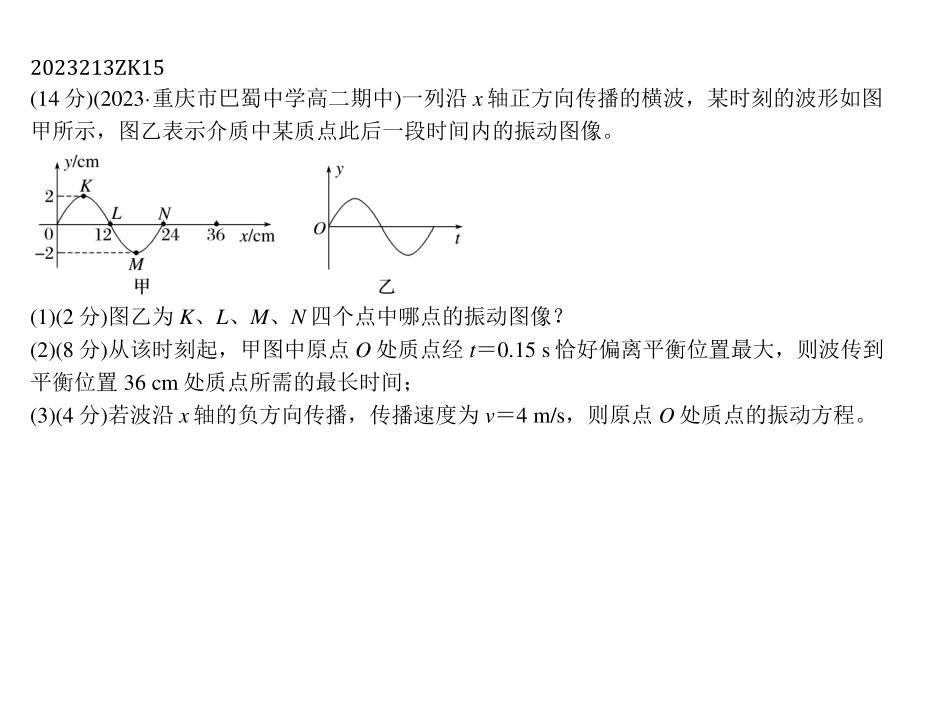 2023213ZK15
(14 分)(2023·重庆市巴蜀中学高二期中)一列沿 x 轴正方向传播的横波，某时刻的波形如图
甲所示，图乙表示介质中某质点此后一段时间内的振动图像。
y/cm
2
K
L
N
0
12
24
36
x/cm
−2
M
甲
y
O
t
乙
(1)(2 分)图乙为 K、L、M、N 四个点中哪点的振动图像？
(2)(8 分)从该时刻起，甲图中原点 O 处质点经 t＝0.15 s 恰好偏离平衡位置最大，则波传到
平衡位置 36 cm 处质点所需的最长时间；
(3)(4 分)若波沿 x 轴的负方向传播，传播速度为 v＝4 m/s，则原点 O 处质点的振动方程。